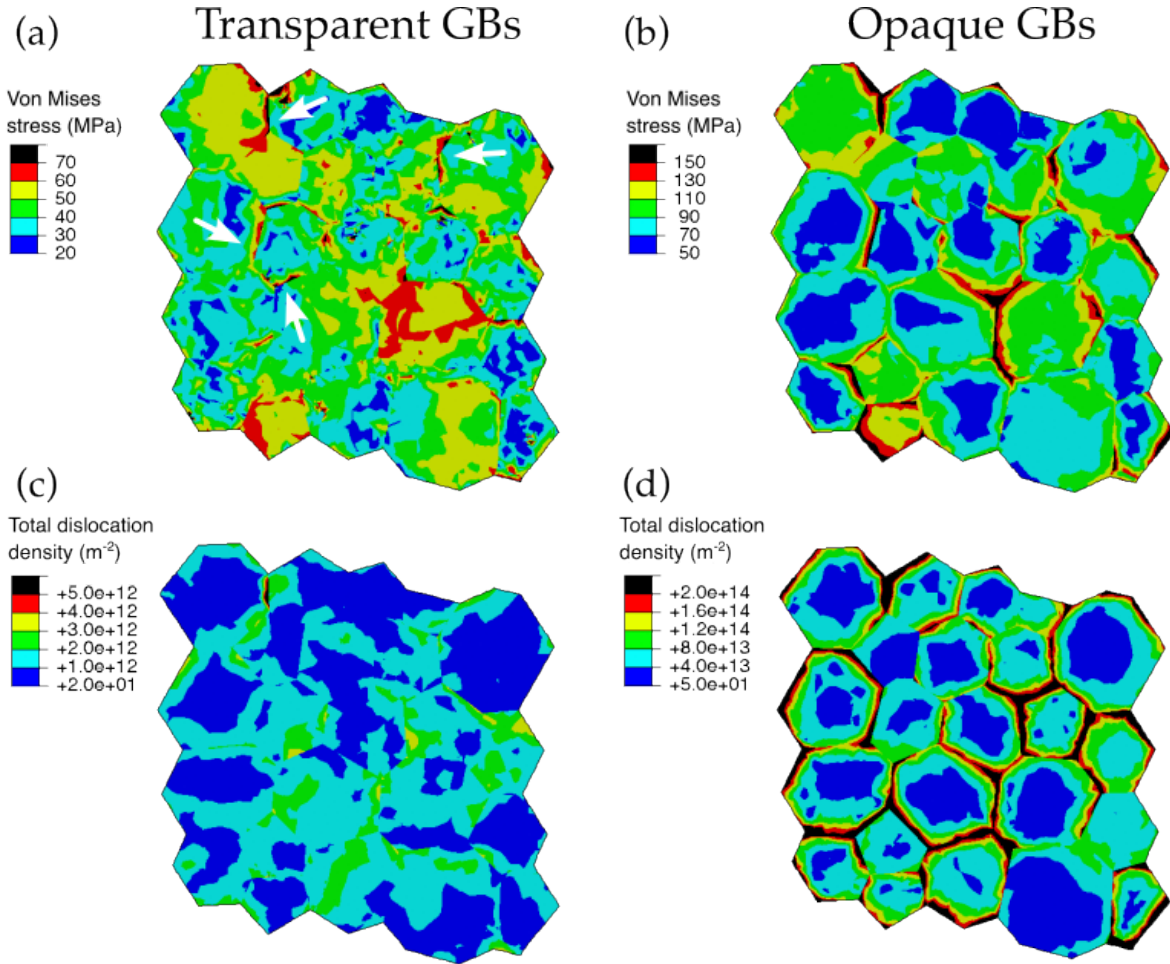 (a) Transparent GBs
(b) Opaque GBs
Von Mises
stress (MPa)
70
60
50
40
30
20
Von Mises
stress (MPa)
150
130
110
90
70
50
(c)
(d)
Total dislocation
density (m⁻²)
+5.0e+12
+4.0e+12
+3.0e+12
+2.0e+12
+1.0e+12
+2.0e+01
Total dislocation
density (m⁻²)
+2.0e+14
+1.6e+14
+1.2e+14
+8.0e+13
+4.0e+13
+5.0e+01